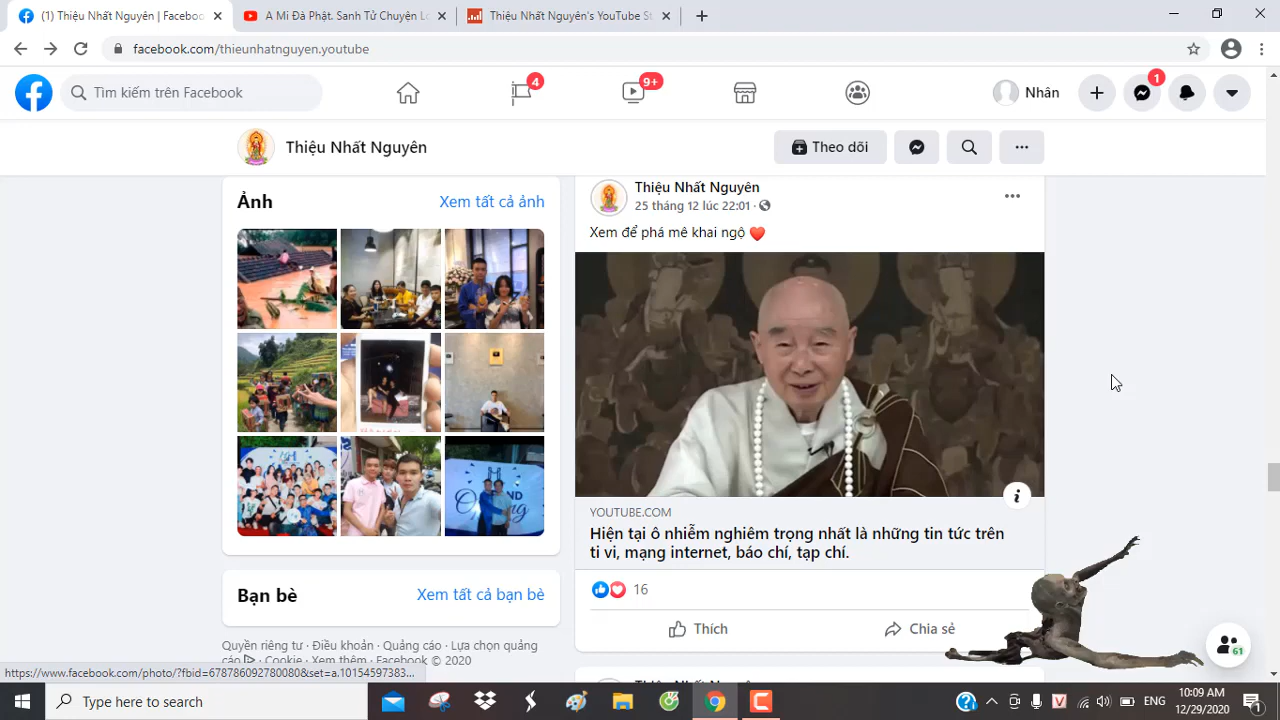 (1) Thiệu Nhất Nguyên | Faceboo
A Mi Đà Phật. Sanh Tử Chuyện Lớ
Thiệu Nhất Nguyên's YouTube St
facebook.com/thieunhatnguyen.youtube
Tìm kiếm trên Facebook
4
9+
Nhân
1
Thiệu Nhất Nguyên
Theo dõi
Ảnh
Xem tất cả ảnh
Bạn bè
Xem tất cả bạn bè
Quyền riêng tư · Điều khoản · Quảng cáo · Lựa chọn quảng
cáo · Cookie · Xem thêm · Facebook © 2020
Thiệu Nhất Nguyên
25 tháng 12 lúc 22:01
Xem để phá mê khai ngộ
YOUTUBE.COM
Hiện tại ô nhiễm nghiêm trọng nhất là những tin tức trên
ti vi, mạng internet, báo chí, tạp chí.
16
Thích
Chia sẻ
61
https://www.facebook.com/photo/?fbid=678786092780080&set=a.10154597383...
Type here to search
V
ENG
10:09 AM
12/29/2020
1